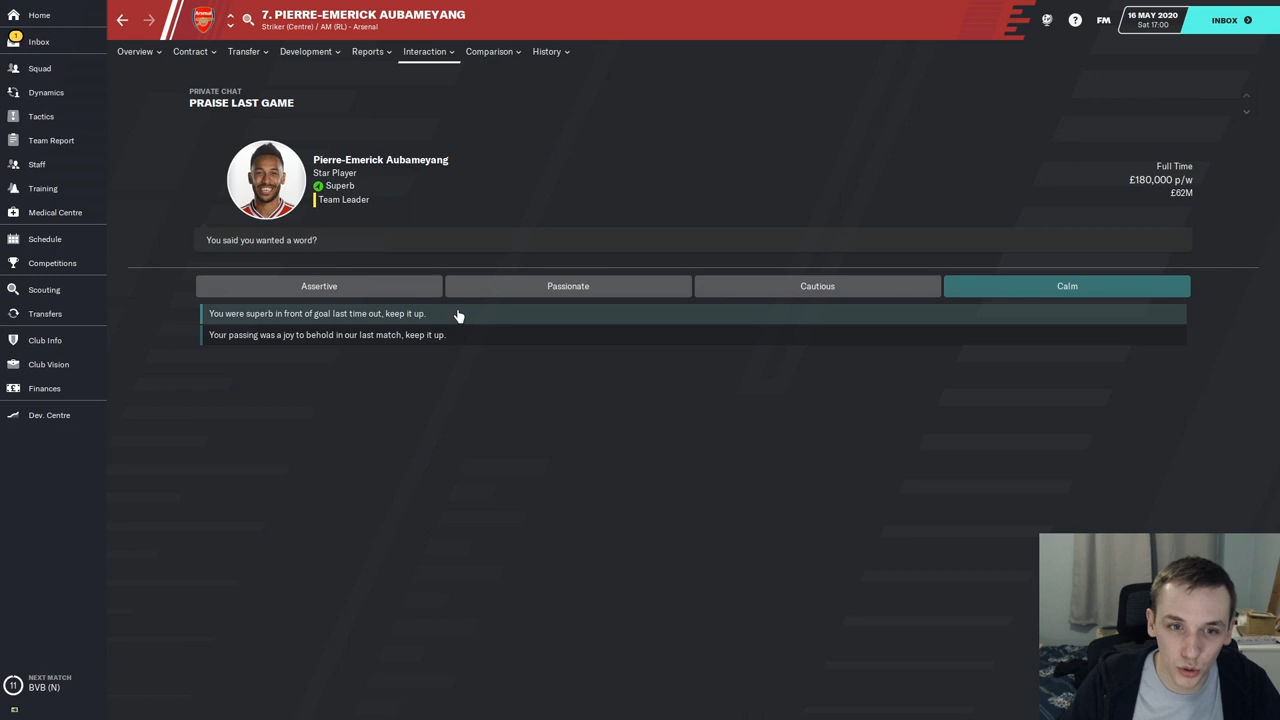 7. PIERRE-EMERICK AUBAMEYANG
Striker (Centre) / AM (RL) - Arsenal
FM
16 MAY 2020
Sat 17:00
INBOX
Home
1
Inbox
Squad
Dynamics
Tactics
Team Report
Staff
Training
Medical Centre
Schedule
Competitions
Scouting
Transfers
Club Info
Club Vision
Finances
Dev. Centre
NEXT MATCH
11
BVB (N)
Overview
Contract
Transfer
Development
Reports
Interaction
Comparison
History
PRIVATE CHAT
PRAISE LAST GAME
Pierre-Emerick Aubameyang
Star Player
Superb
Team Leader
Full Time
£180,000 p/w
£62M
You said you wanted a word?
Assertive
Passionate
Cautious
Calm
You were superb in front of goal last time out, keep it up.
Your passing was a joy to behold in our last match, keep it up.